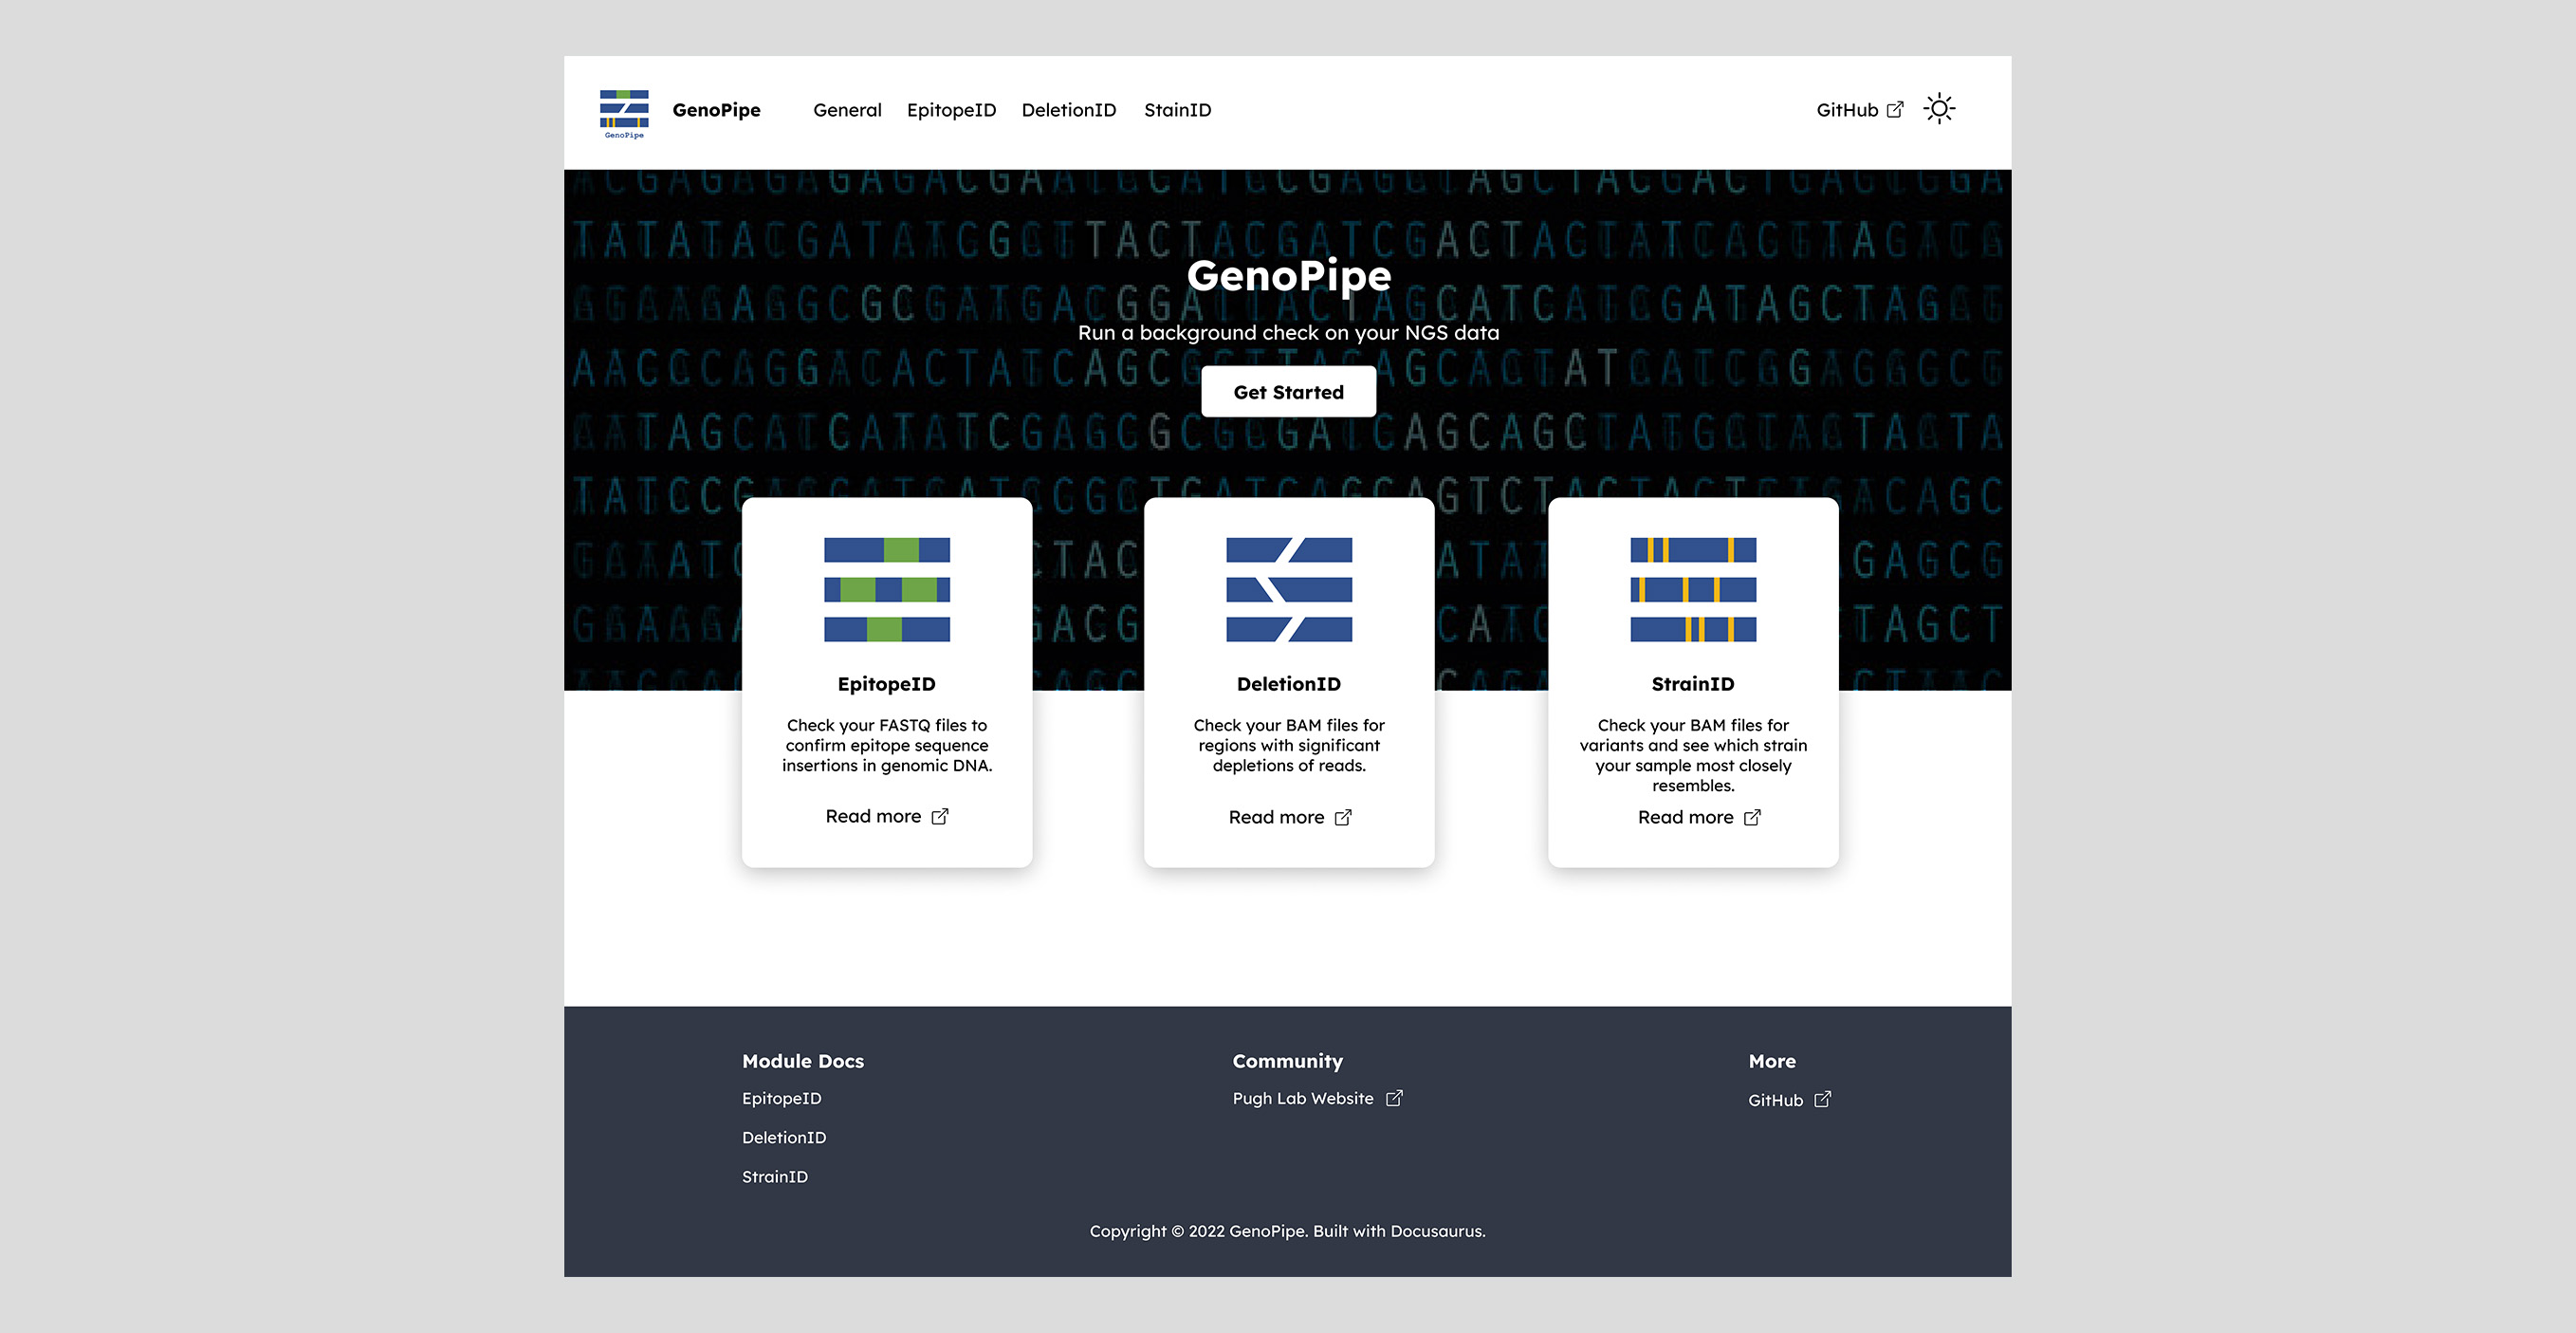 GenoPipe
GenoPipe General EpitopeID DeletionID StainID GitHub
GenoPipe
Run a background check on your NGS data
Get Started
EpitopeID
Check your FASTQ files to
confirm epitope sequence
insertions in genomic DNA.
Read more
DeletionID
Check your BAM files for
regions with significant
depletions of reads.
Read more
StrainID
Check your BAM files for
variants and see which strain
your sample most closely
resembles.
Read more
Module Docs
EpitopeID
DeletionID
StrainID
Community
Pugh Lab Website
More
GitHub
Copyright © 2022 GenoPipe. Built with Docusaurus.